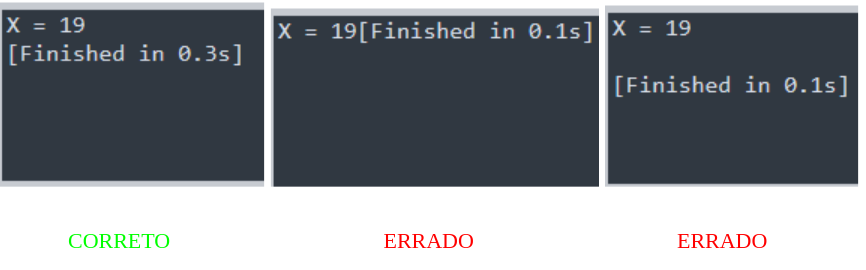 X = 19
[Finished in 0.3s]
X = 19[Finished in 0.1s]
X = 19
[Finished in 0.1s]
CORRETO
ERRADO
ERRADO